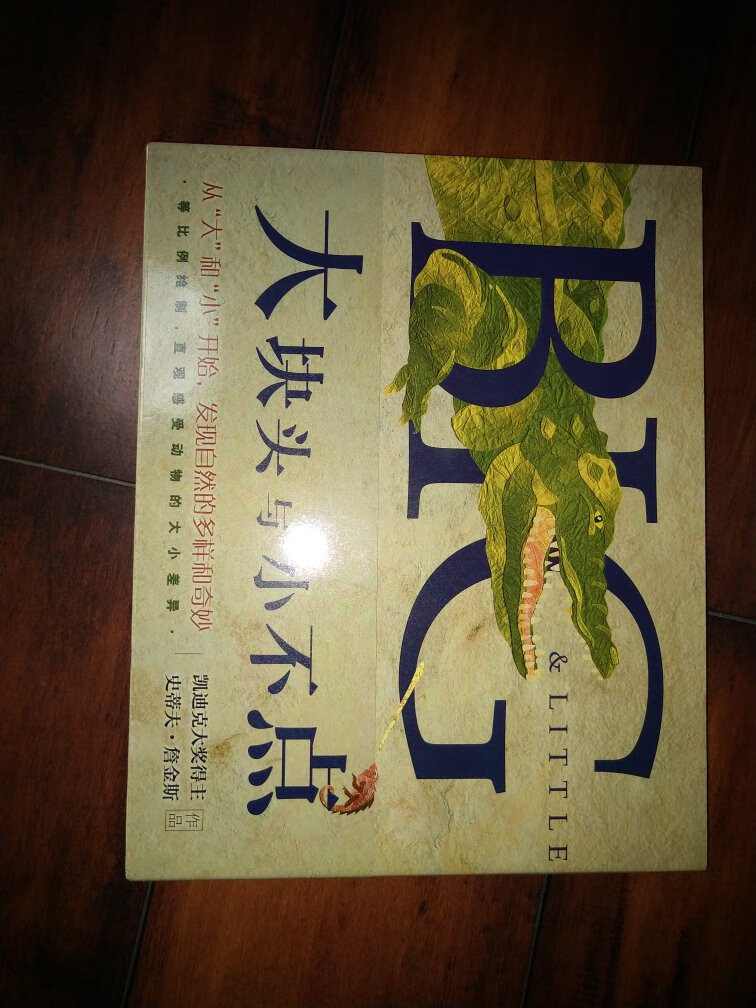 BIG
& LITTLE
大块头与小不点
从“大”和“小”开始，发现自然的多样和奇妙
·等比例绘制，直观感受动物的大小差异·
凯迪克大奖得主
史蒂夫·詹金斯 作品